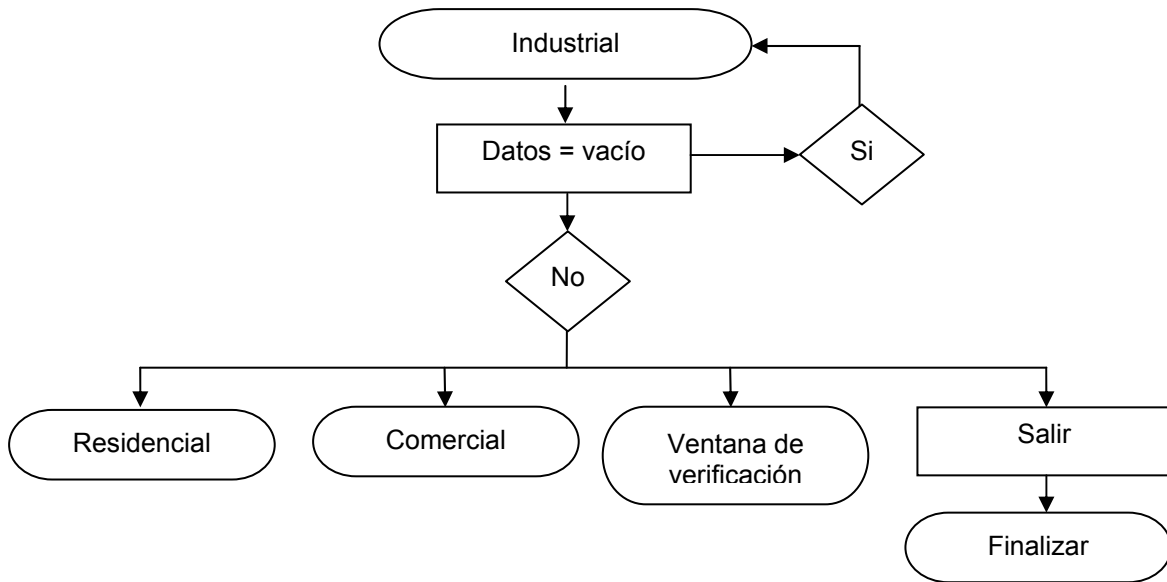 Industrial
Datos = vacío
Si
No
Residencial
Comercial
Ventana de
verificación
Salir
Finalizar